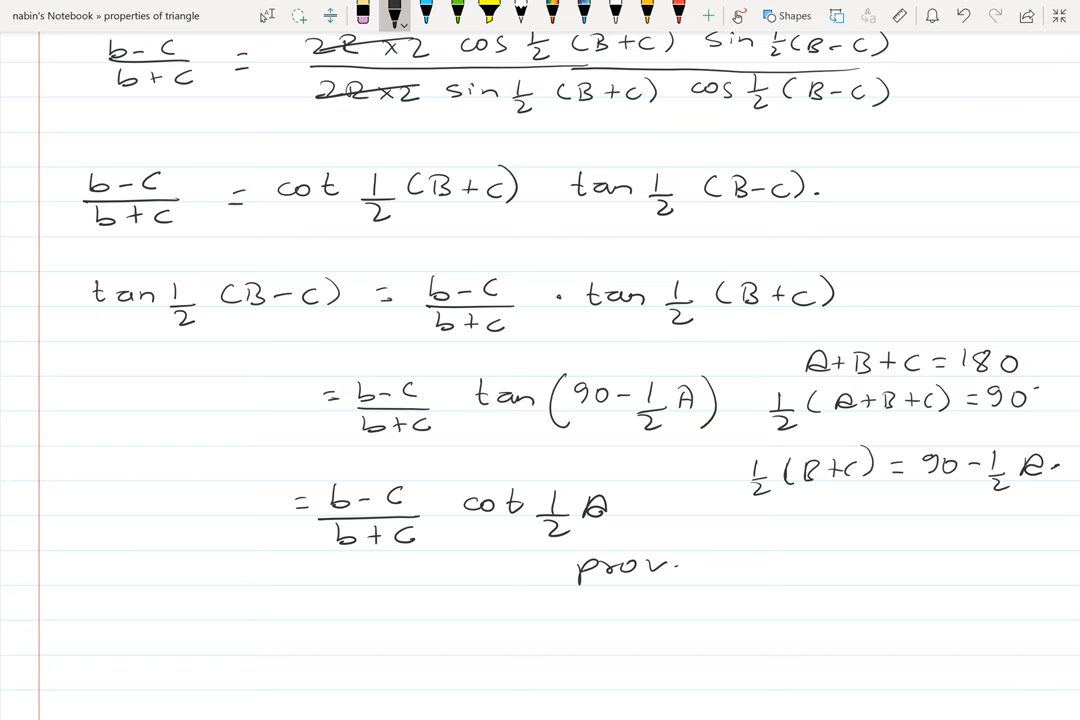 nabin's Notebook » properties of triangle
Shapes
b-c / b+c = 2R×2 cos 1/2 (B+C) sin 1/2 (B-C) / 2R×2 sin 1/2 (B+C) cos 1/2 (B-C)
b-c / b+c = cot 1/2 (B+C) tan 1/2 (B-C).
tan 1/2 (B-C) = b-c / b+c . tan 1/2 (B+C)
A+B+C = 180
= b-c / b+c tan (90 - 1/2 A)
1/2 (A+B+C) = 90°
1/2 (B+C) = 90 - 1/2 A.
= b-c / b+c cot 1/2 A
prov.